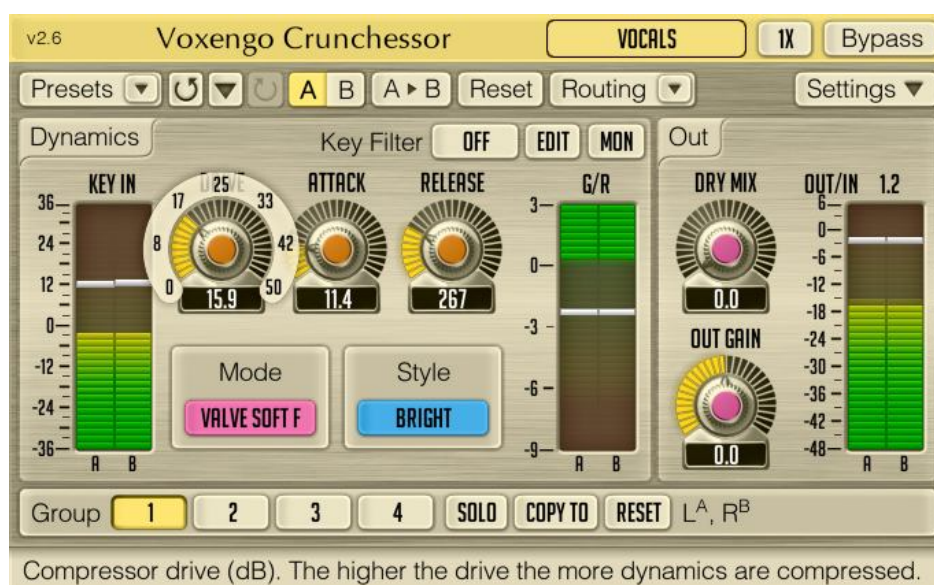 v2.6 Voxengo Crunchessor VOCALS 1X Bypass
Presets A B A ▸ B Reset Routing Settings
Dynamics Key Filter OFF EDIT MON Out
KEY IN ATTACK RELEASE G/R DRY MIX OUT/IN 1.2
0 8 17 25 33 42 50
36 24 12 0 -12 -24 -36
15.9 11.4 267 0.0
3 0 -3 -6 -9
6 0 -6 -12 -18 -24 -30 -36 -42 -48
OUT GAIN
Mode Style
VALVE SOFT F BRIGHT
0.0
A B A B A B
Group 1 2 3 4 SOLO COPY TO RESET Lᴬ, Rᴮ
Compressor drive (dB). The higher the drive the more dynamics are compressed.